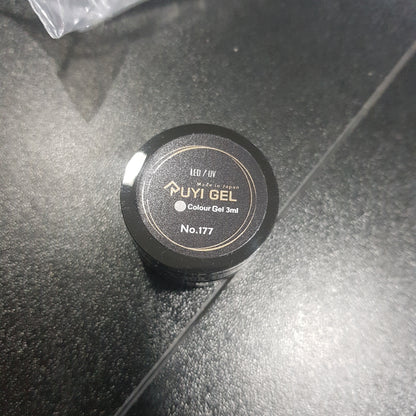 LED / UV
Made in Japan
PUYI GEL
Colour Gel 3ml
No.177